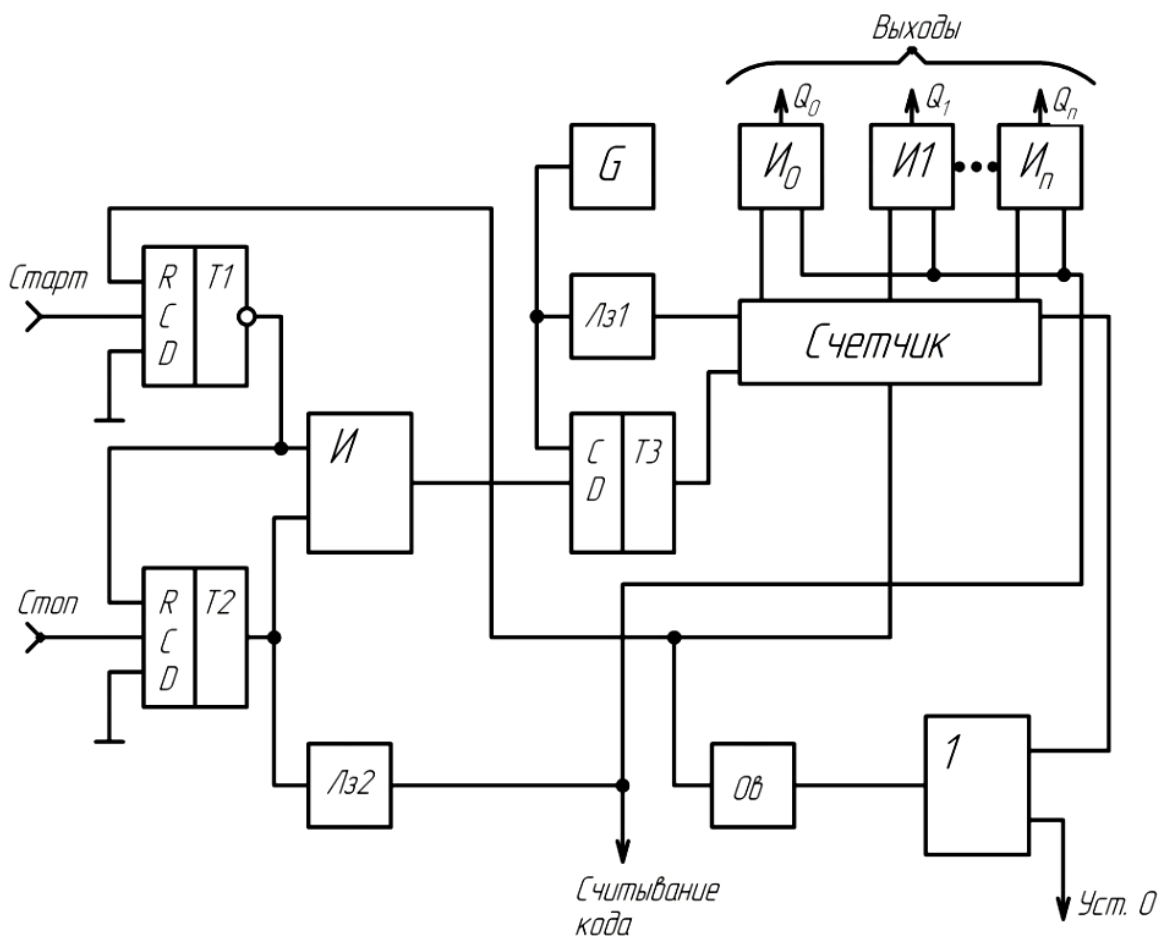 Выходы
Q0
Q1
Qn
G
И0
И1
Иn
Старт
R
T1
C
D
Лз1
Счетчик
И
C
T3
D
Стоп
R
T2
C
D
Лз2
Ов
1
Считывание
кода
Уст. 0